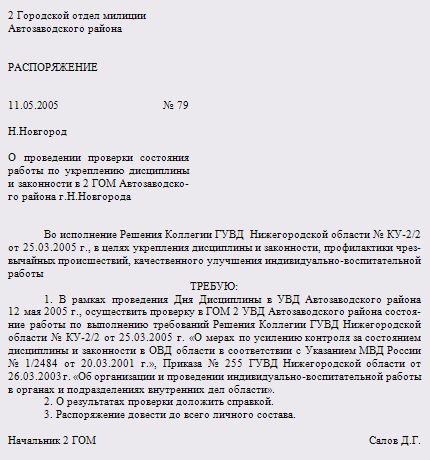 2 Городской отдел милиции
Автозаводского района
РАСПОРЯЖЕНИЕ
11.05.2005 № 79
Н.Новгород
О проведении проверки состояния
работы по укреплению дисциплины
и законности в 2 ГОМ Автозаводско-
го района г.Н.Новгорода
Во исполнение Решения Коллегии ГУВД Нижегородской области № КУ-2/2
от 25.03.2005 г., в целях укрепления дисциплины и законности, профилактики чрез-
вычайных происшествий, качественного улучшения индивидуально-воспитательной
работы
ТРЕБУЮ:
1. В рамках проведения Дня Дисциплины в УВД Автозаводского района
12 мая 2005 г., осуществить проверку в ГОМ 2 УВД Автозаводского района состоя-
ние работы по выполнению требований Решения Коллегии ГУВД Нижегородской
области № КУ-2/2 от 25.03.2005 г. «О мерах по усилению контроля за состоянием
дисциплины и законности в ОВД области в соответствии с Указанием МВД России
№ 1/2484 от 20.03.2001 г.», Приказа № 255 ГУВД Нижегородской области от
26.03.2003 г. «Об организации и проведении индивидуально-воспитательной работы
в органах и подразделениях внутренних дел области».
2. О результатах проверки доложить справкой.
3. Распоряжение довести до всего личного состава.
Начальник 2 ГОМ Салов Д.Г.